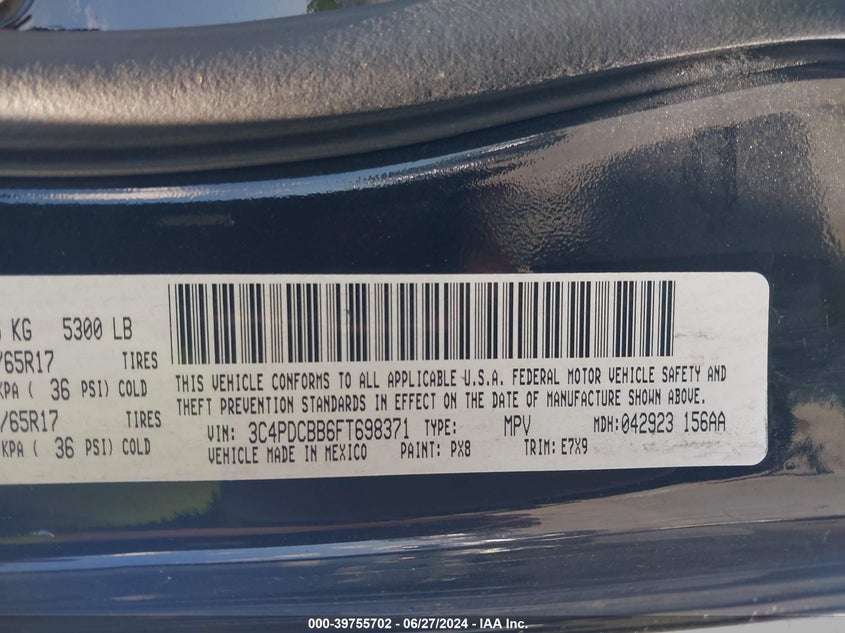 KG 5300 LB
/65R17 TIRES
KPA ( 36 PSI) COLD
/65R17 TIRES
KPA ( 36 PSI) COLD
THIS VEHICLE CONFORMS TO ALL APPLICABLE U.S.A. FEDERAL MOTOR VEHICLE SAFETY AND
THEFT PREVENTION STANDARDS IN EFFECT ON THE DATE OF MANUFACTURE SHOWN ABOVE.
VIN: 3C4PDCBB6FT698371 TYPE: MPV MDH:042923 156AA
VEHICLE MADE IN MEXICO PAINT: PX8 TRIM: E7X9
000-39755702 - 06/27/2024 - IAA Inc.